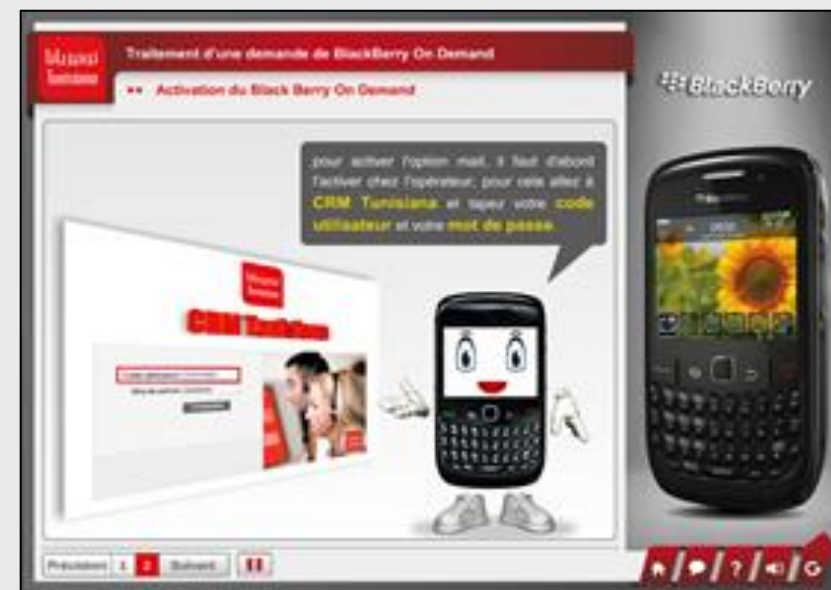 تونيزيانا
Tunisiana
Traitement d'une demande de BlackBerry On Demand
Activation du Black Berry On Demand
BlackBerry
pour activer l'option mail, il faut d'abord
l'activer chez l'opérateur, pour cela allez à
CRM Tunisiana et tapez votre code
utilisateur et votre mot de passe.
CRM Tunisiana
Précédent 1 2 Suivant